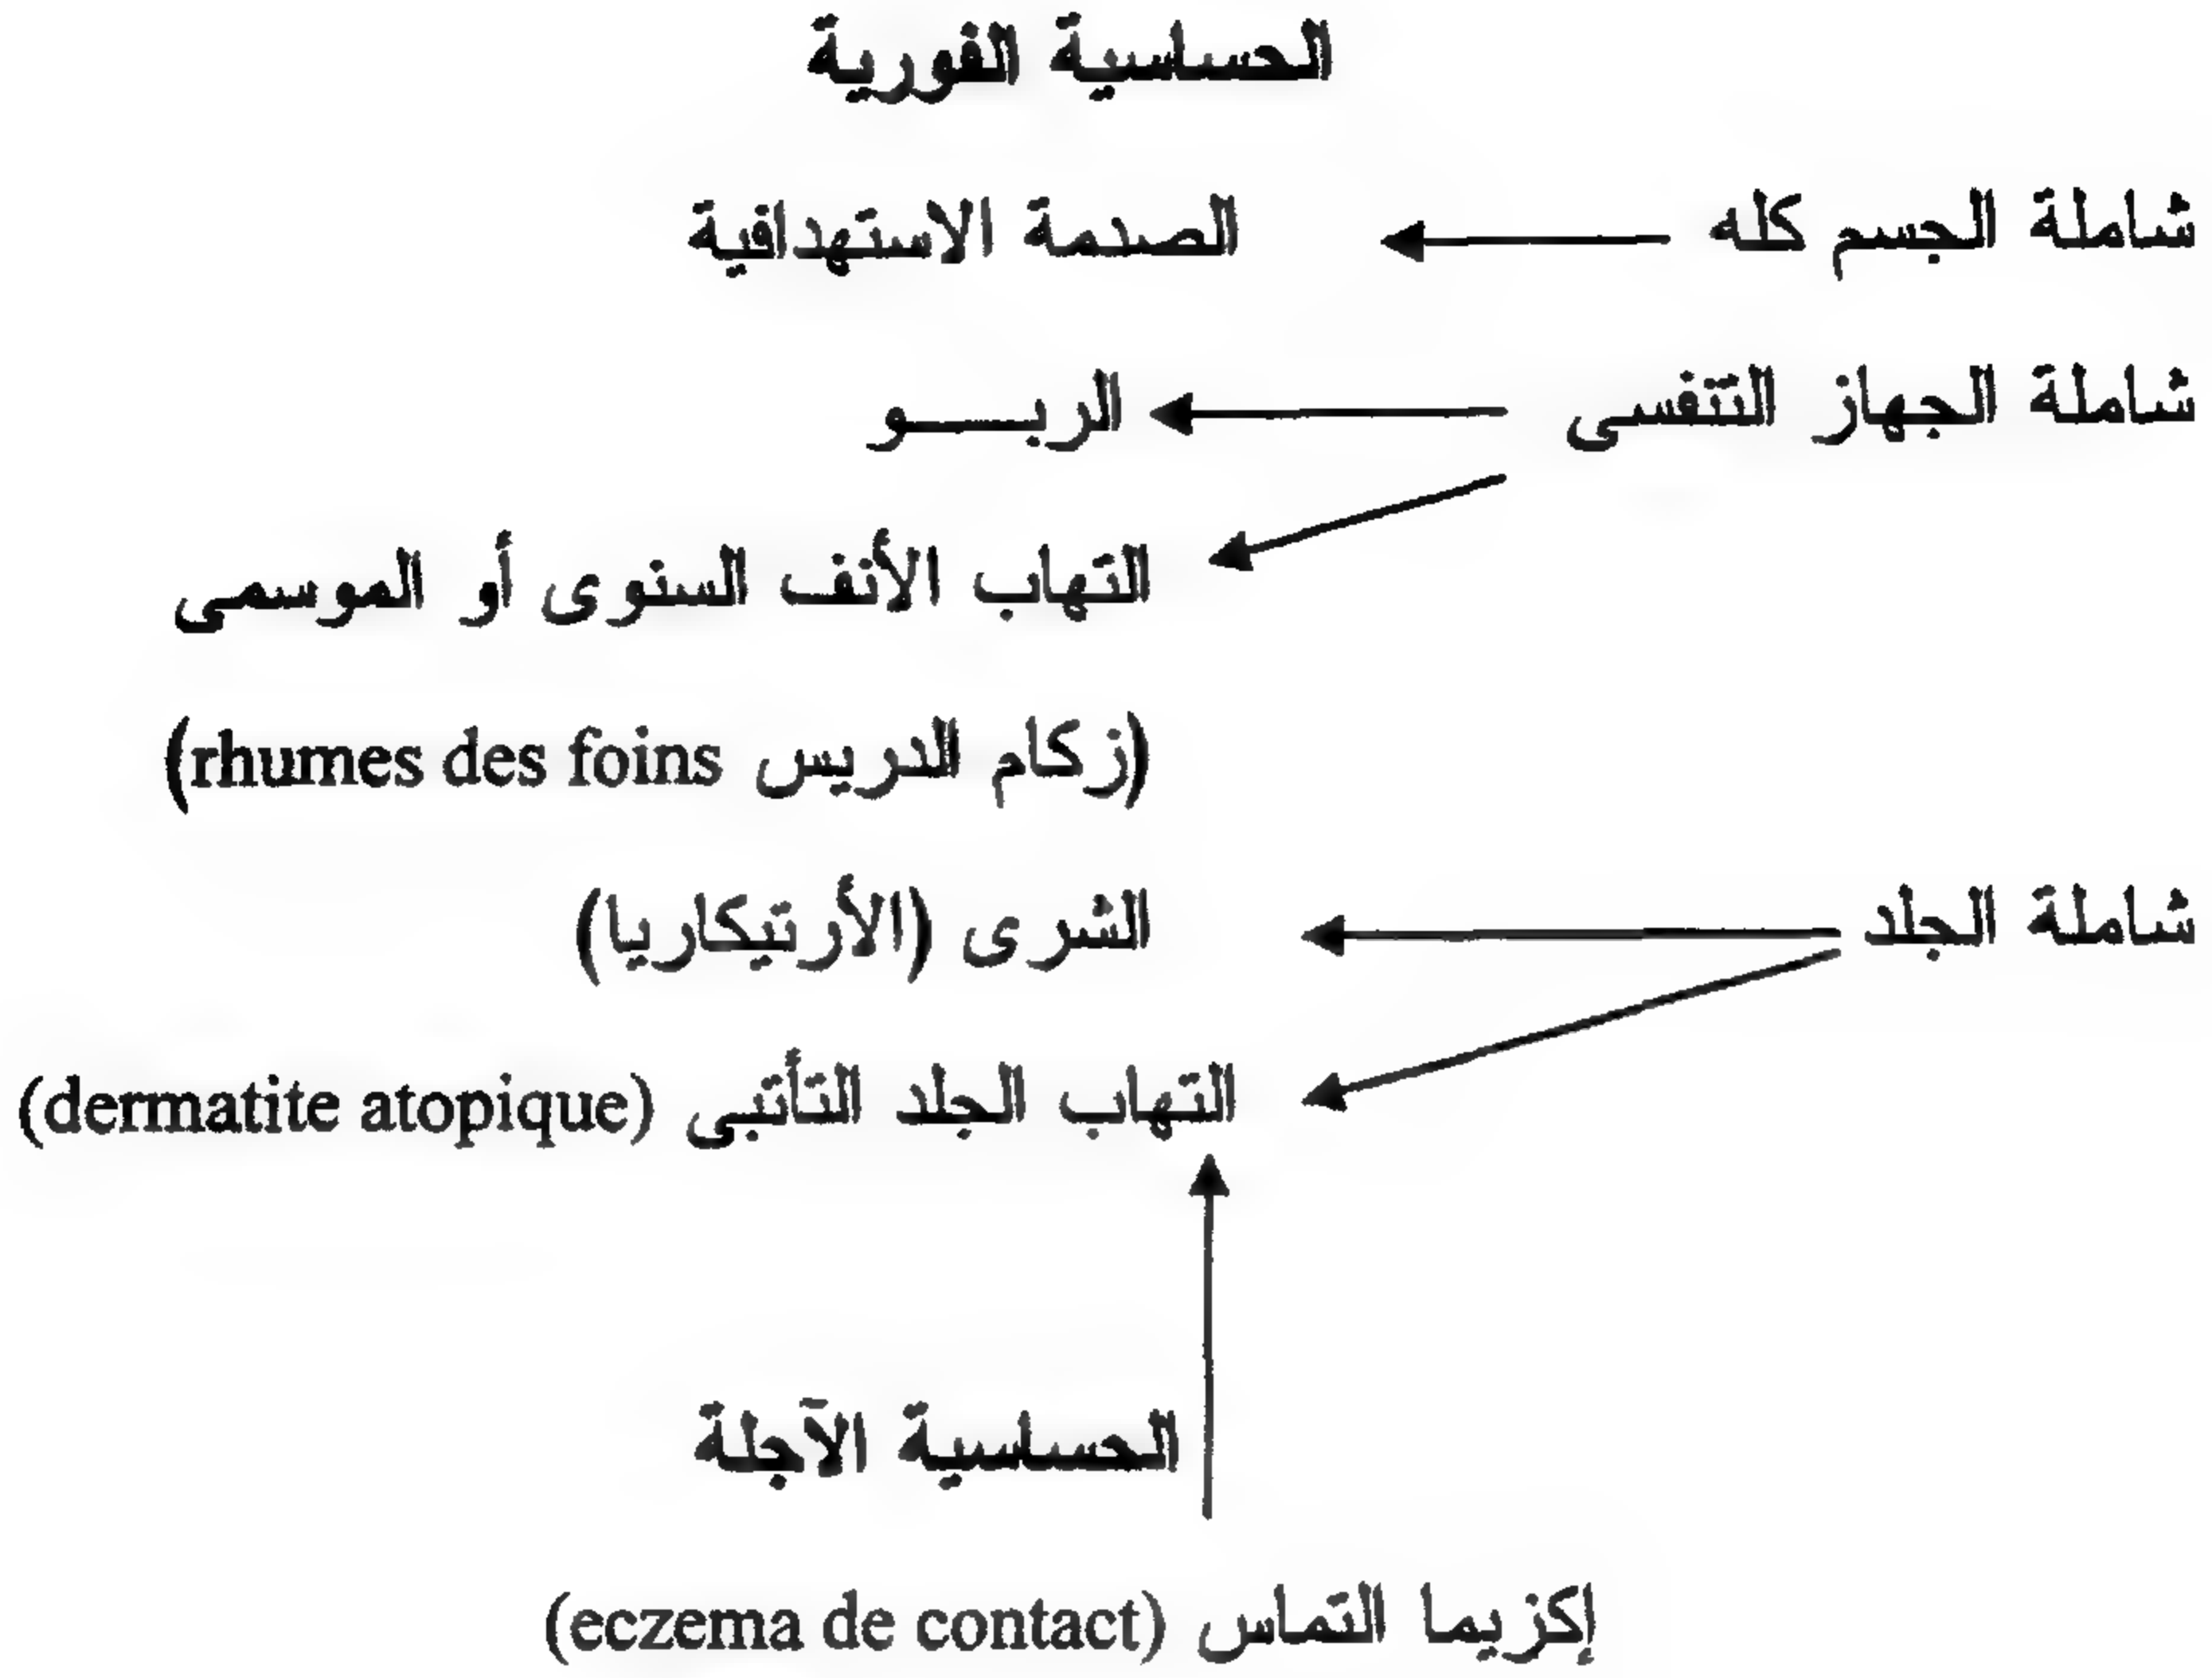 الحساسية الفورية
شاملة الجسم كله الصدمة الاستهدافية
شاملة الجهاز التنفسى الربـــو
التهاب الأنف السنوى أو الموسمى
(زكام الدريس rhumes des foins)
شاملة الجلد الشرى (الأرتيكاريا)
التهاب الجلد التأتبى (dermatite atopique)
الحساسية الآجلة
إكزيما التماس (eczema de contact)